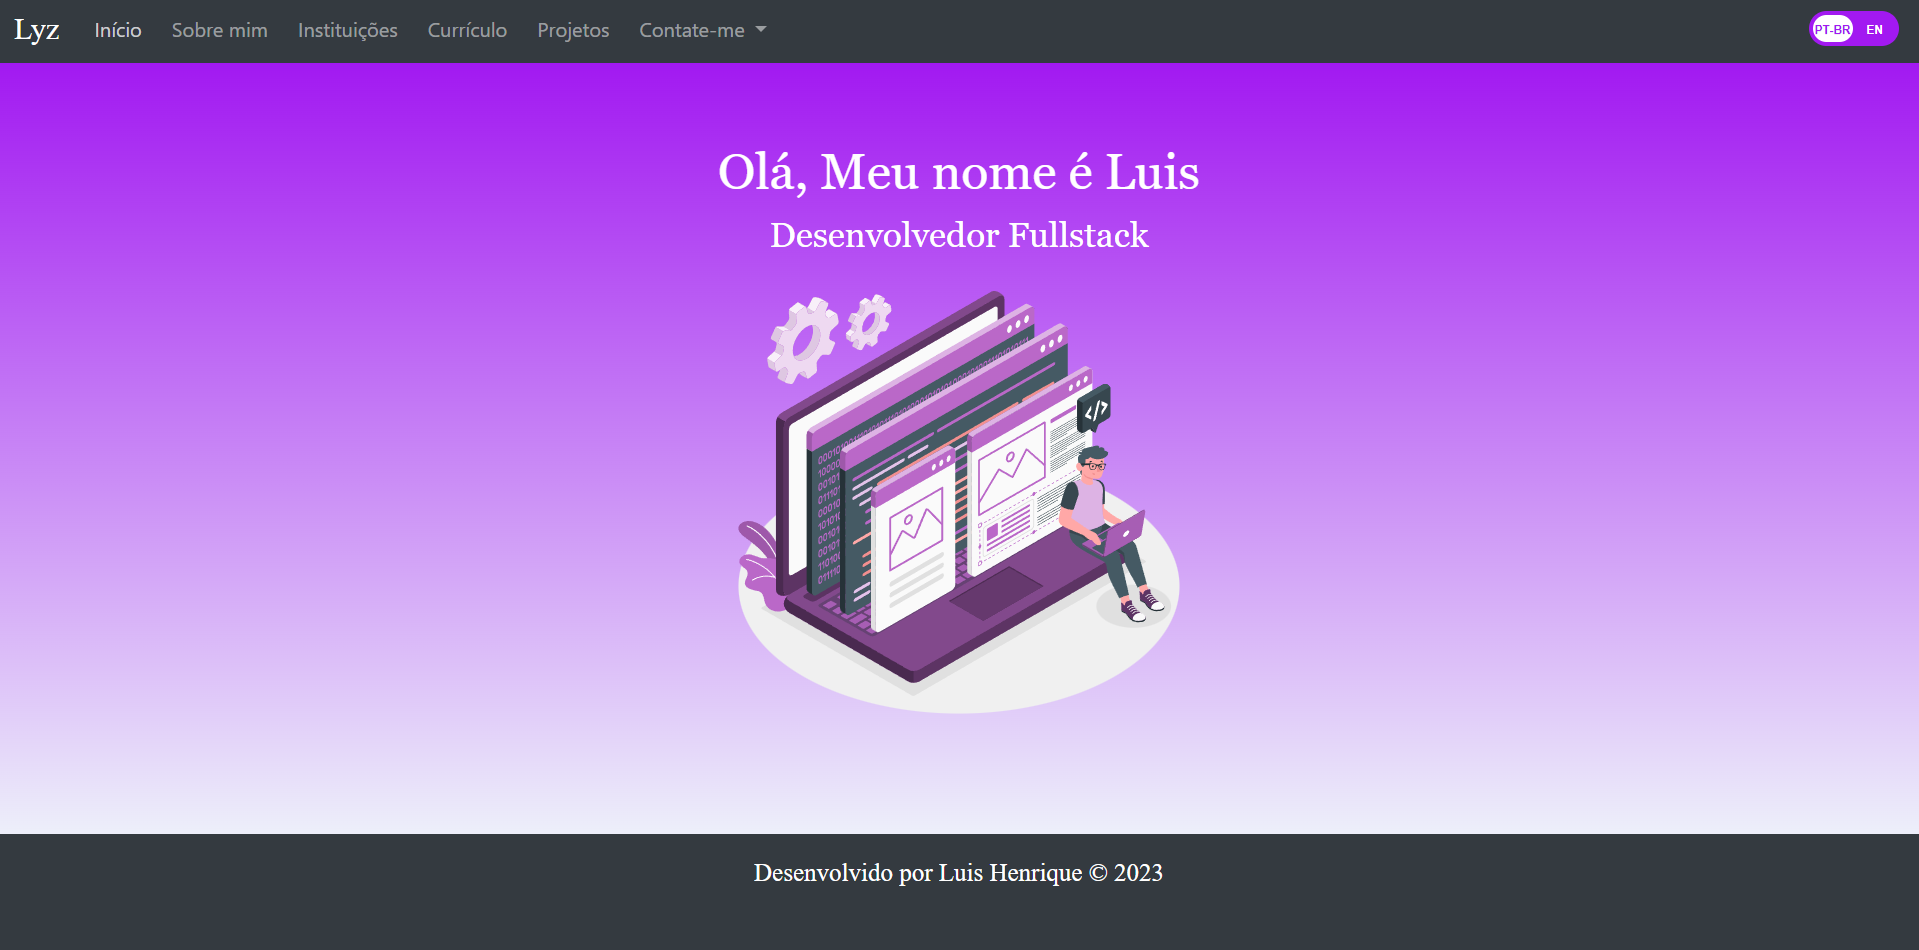 Lyz Início Sobre mim Instituições Currículo Projetos Contate-me PT-BR EN
Olá, Meu nome é Luis
Desenvolvedor Fullstack
</>
Desenvolvido por Luis Henrique © 2023